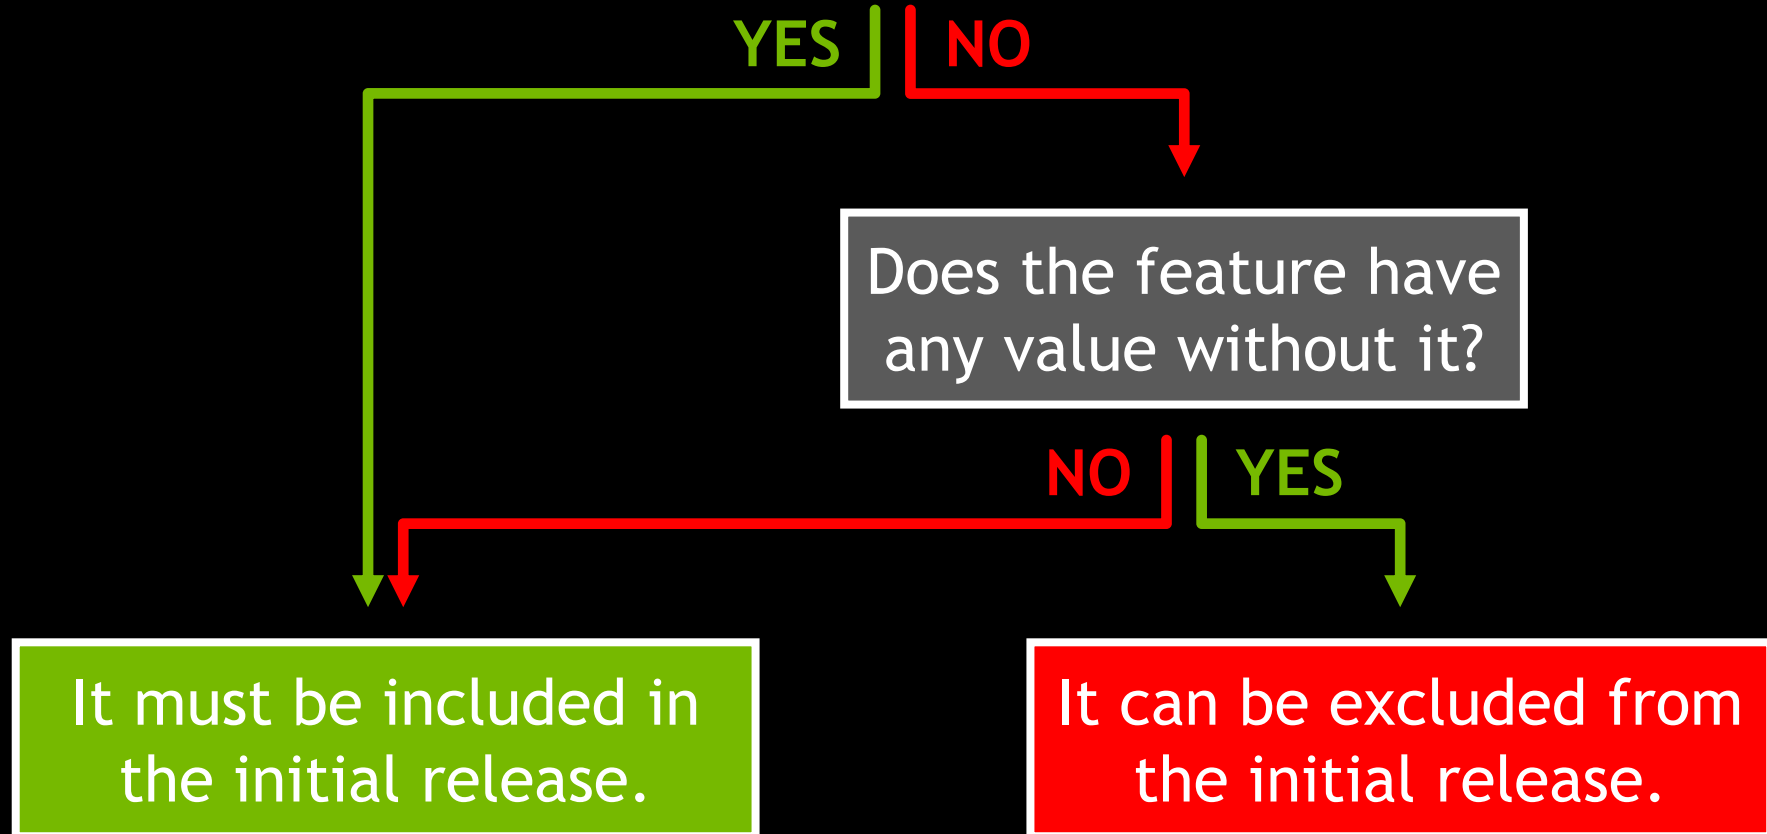 YES NO
Does the feature have
any value without it?
NO YES
It must be included in
the initial release.
It can be excluded from
the initial release.